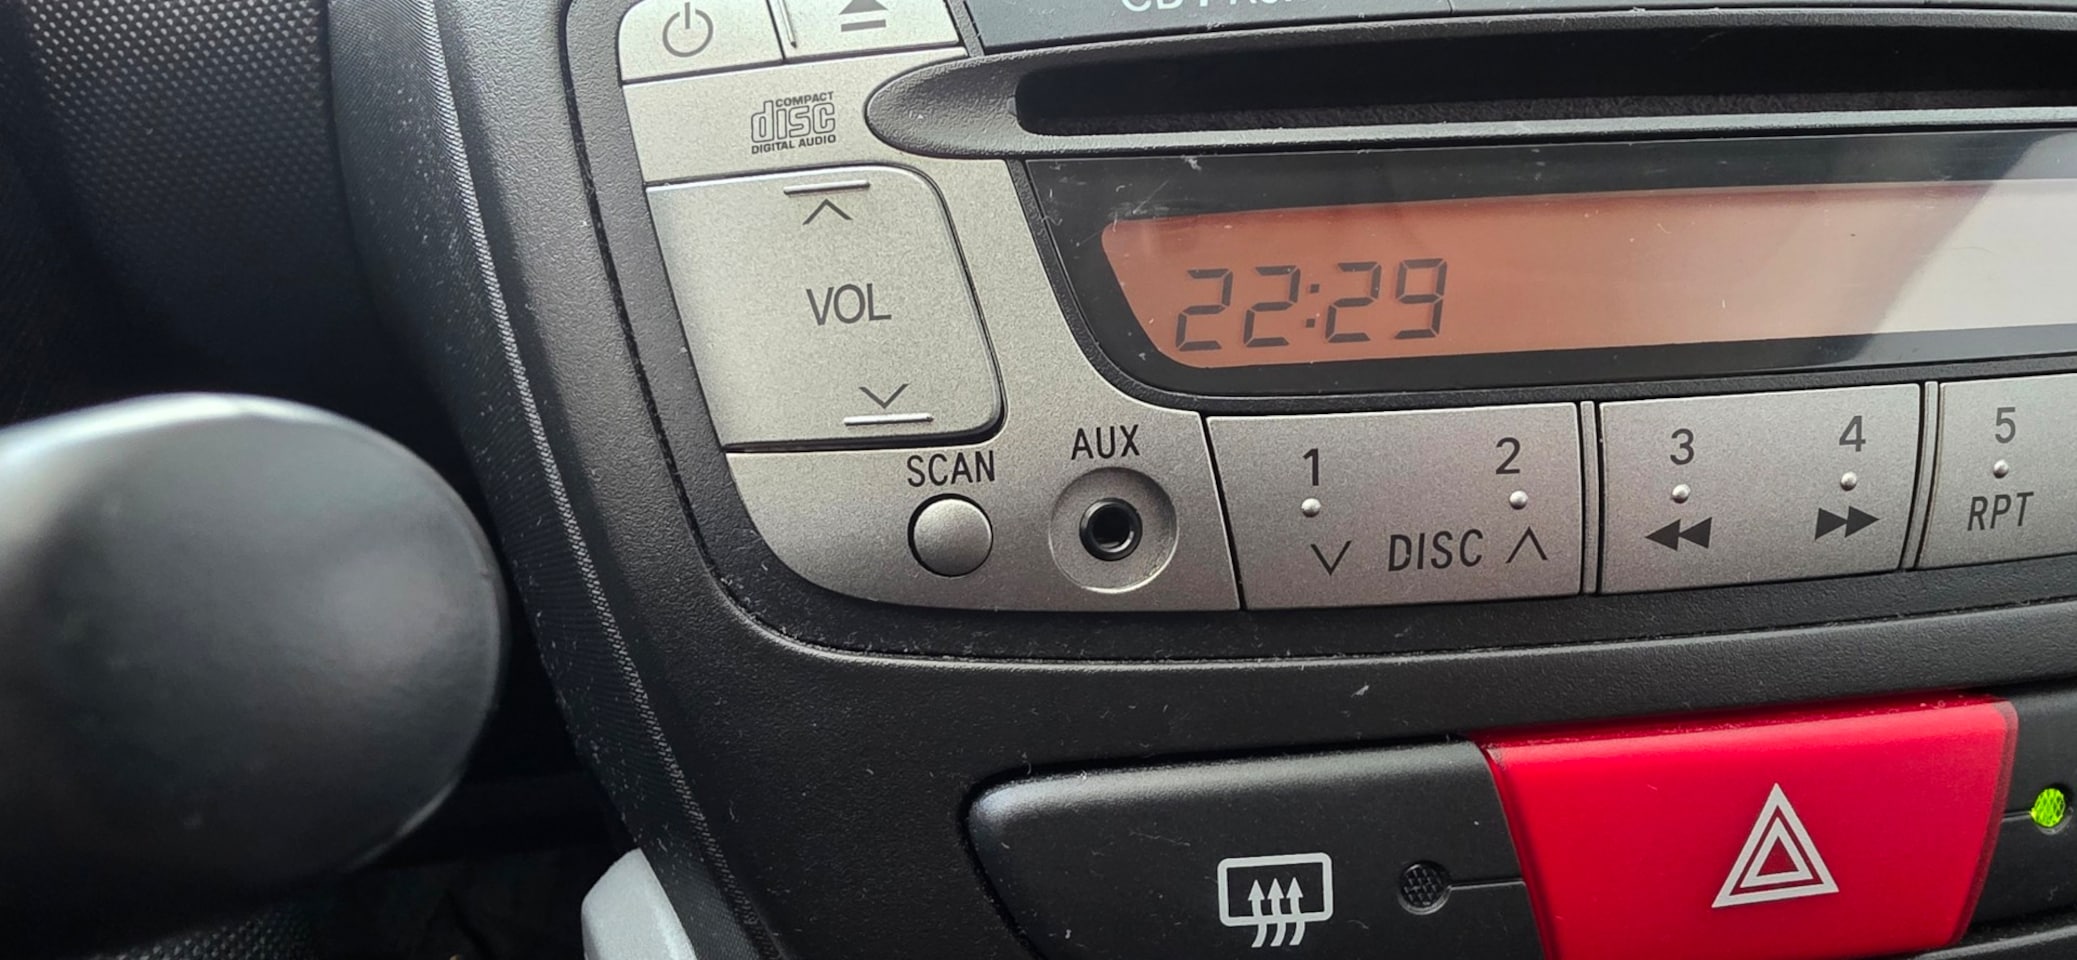 COMPACT
disc
DIGITAL AUDIO
VOL
22:29
SCAN
AUX
1
2
3
4
5
DISC
RPT